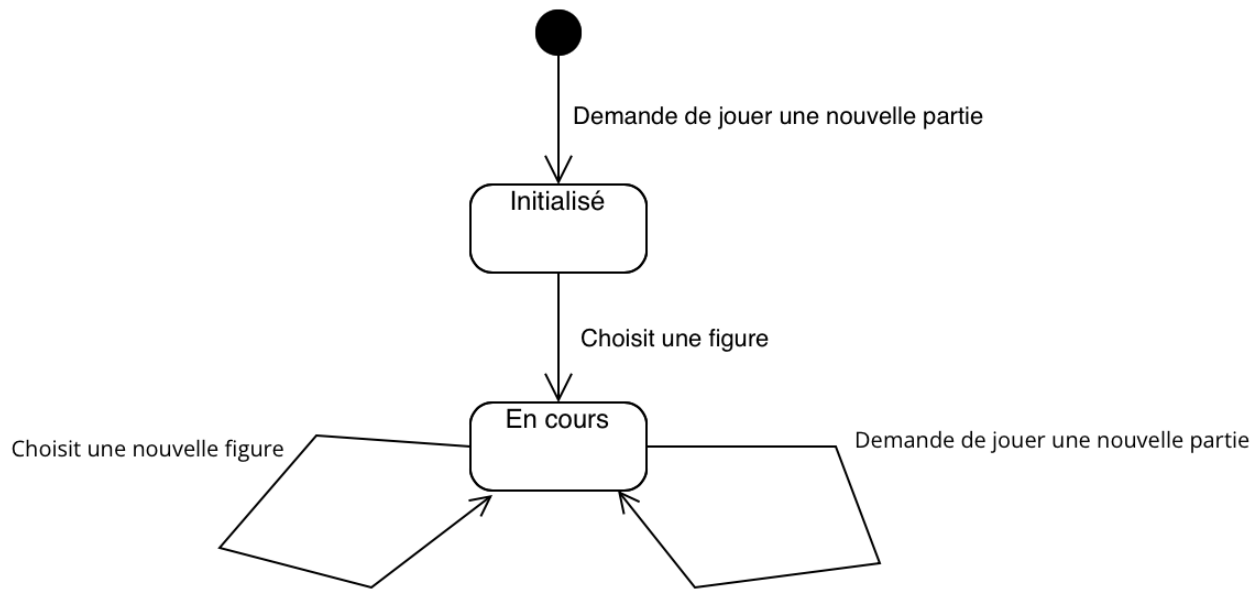 Demande de jouer une nouvelle partie
Initialisé
Choisit une figure
En cours
Choisit une nouvelle figure
Demande de jouer une nouvelle partie